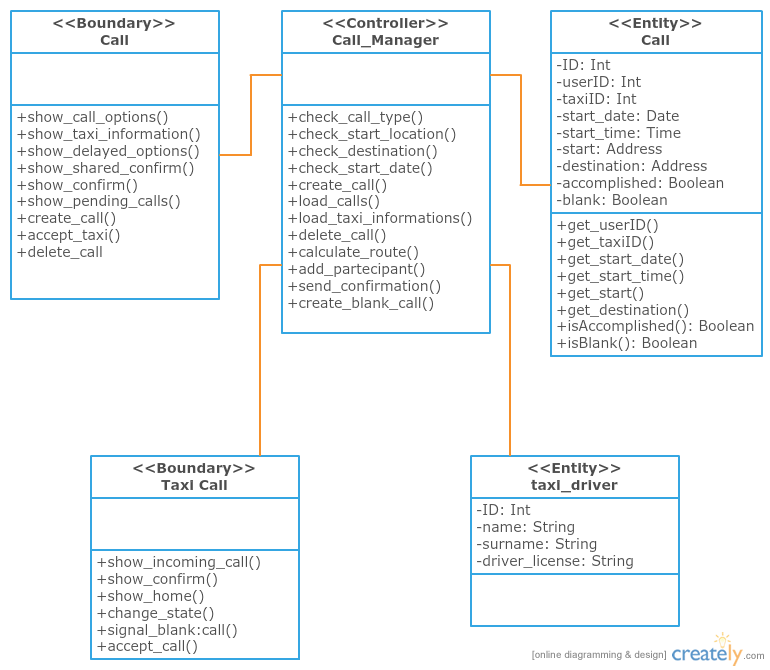 <<Boundary>>
Call
+show_call_options()
+show_taxi_information()
+show_delayed_options()
+show_shared_confirm()
+show_confirm()
+show_pending_calls()
+create_call()
+accept_taxi()
+delete_call
<<Controller>>
Call_Manager
+check_call_type()
+check_start_location()
+check_destination()
+check_start_date()
+create_call()
+load_calls()
+load_taxi_informations()
+delete_call()
+calculate_route()
+add_partecipant()
+send_confirmation()
+create_blank_call()
<<Entity>>
Call
-ID: Int
-userID: Int
-taxiID: Int
-start_date: Date
-start_time: Time
-start: Address
-destination: Address
-accomplished: Boolean
-blank: Boolean
+get_userID()
+get_taxiID()
+get_start_date()
+get_start_time()
+get_start()
+get_destination()
+isAccomplished(): Boolean
+isBlank(): Boolean
<<Boundary>>
Taxi Call
+show_incoming_call()
+show_confirm()
+show_home()
+change_state()
+signal_blank:call()
+accept_call()
<<Entity>>
taxi_driver
-ID: Int
-name: String
-surname: String
-driver_license: String
[online diagramming & design] creately.com